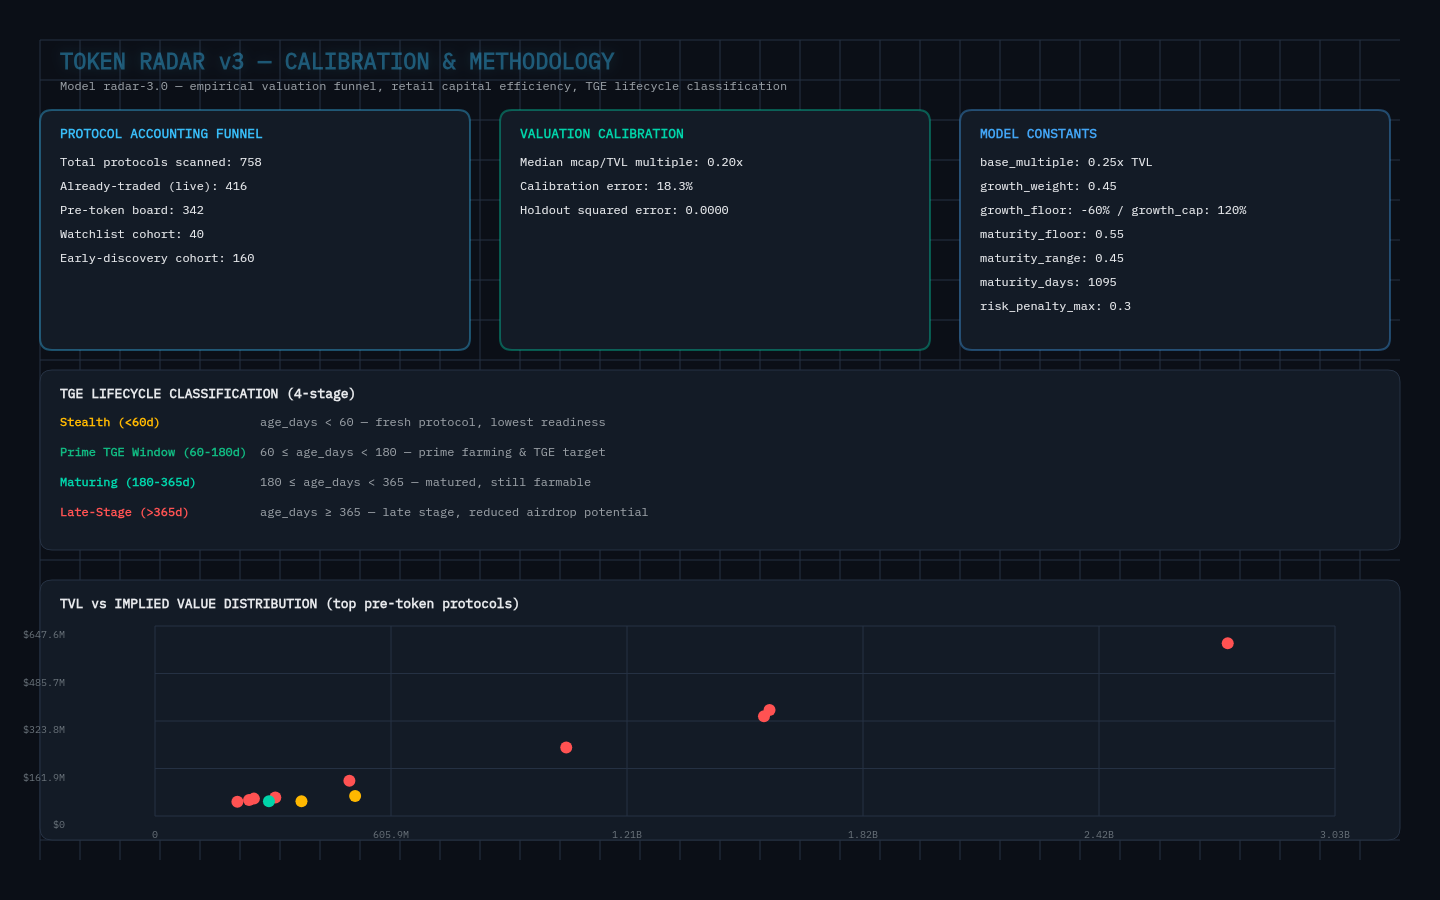 TOKEN RADAR v3 — CALIBRATION & METHODOLOGY
Model radar-3.0 — empirical valuation funnel, retail capital efficiency, TGE lifecycle classification
PROTOCOL ACCOUNTING FUNNEL
Total protocols scanned: 758
Already-traded (live): 416
Pre-token board: 342
Watchlist cohort: 40
Early-discovery cohort: 160
VALUATION CALIBRATION
Median mcap/TVL multiple: 0.20x
Calibration error: 18.3%
Holdout squared error: 0.0000
MODEL CONSTANTS
base_multiple: 0.25x TVL
growth_weight: 0.45
growth_floor: -60% / growth_cap: 120%
maturity_floor: 0.55
maturity_range: 0.45
maturity_days: 1095
risk_penalty_max: 0.3
TGE LIFECYCLE CLASSIFICATION (4-stage)
Stealth (<60d) age_days < 60 — fresh protocol, lowest readiness
Prime TGE Window (60-180d) 60 ≤ age_days < 180 — prime farming & TGE target
Maturing (180-365d) 180 ≤ age_days < 365 — matured, still farmable
Late-Stage (>365d) age_days ≥ 365 — late stage, reduced airdrop potential
TVL vs IMPLIED VALUE DISTRIBUTION (top pre-token protocols)
$647.6M
$485.7M
$323.8M
$161.9M
$0
0 605.9M 1.21B 1.82B 2.42B 3.03B